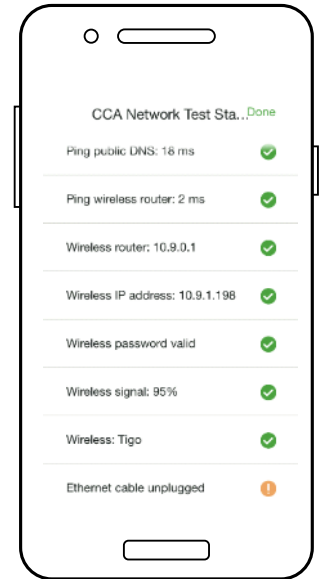 CCA Network Test Sta...
Done
Ping public DNS: 18 ms
Ping wireless router: 2 ms
Wireless router: 10.9.0.1
Wireless IP address: 10.9.1.198
Wireless password valid
Wireless signal: 95%
Wireless: Tigo
Ethernet cable unplugged